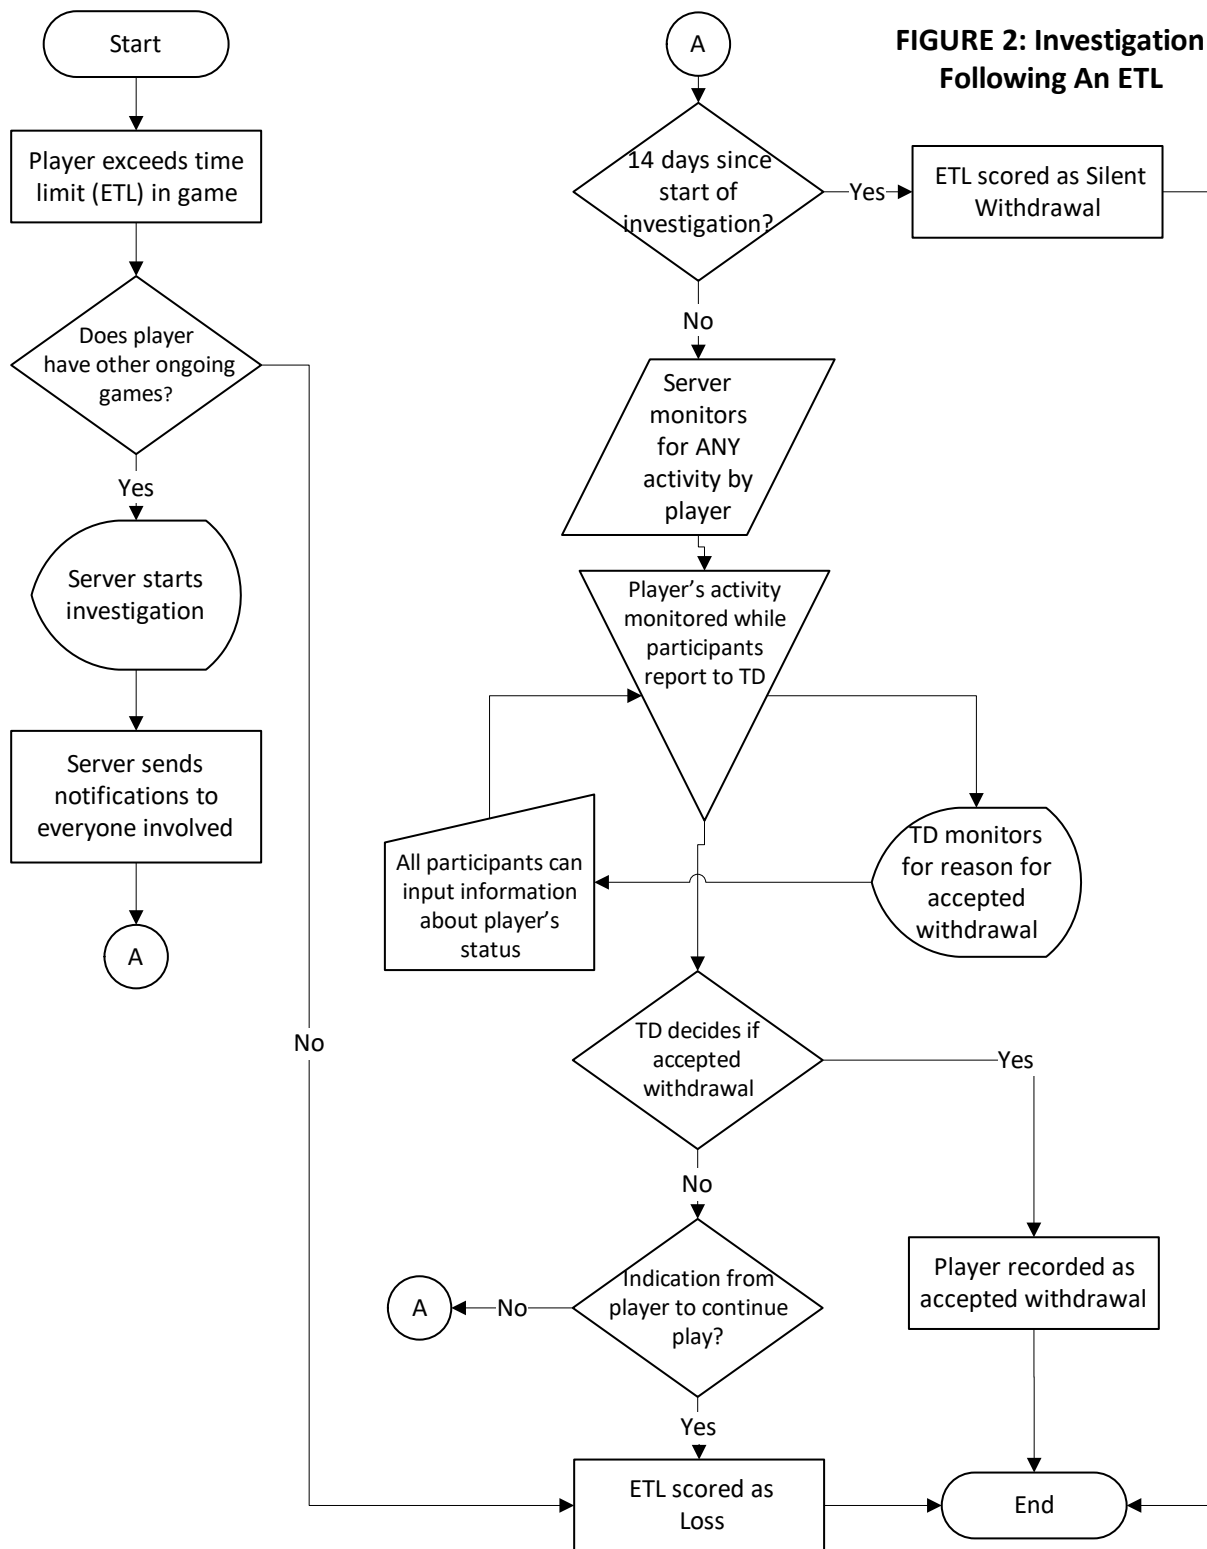 FIGURE 2: Investigation
Following An ETL
Start
Player exceeds time
limit (ETL) in game
Does player
have other ongoing
games?
Yes
No
Server starts
investigation
Server sends
notifications to
everyone involved
A
A
14 days since
start of
investigation?
Yes
ETL scored as Silent
Withdrawal
No
Server
monitors
for ANY
activity by
player
Player’s activity
monitored while
participants
report to TD
TD monitors
for reason for
accepted
withdrawal
All participants can
input information
about player’s
status
TD decides if
accepted
withdrawal
Yes
Player recorded as
accepted withdrawal
No
Indication from
player to continue
play?
No
A
Yes
ETL scored as
Loss
End